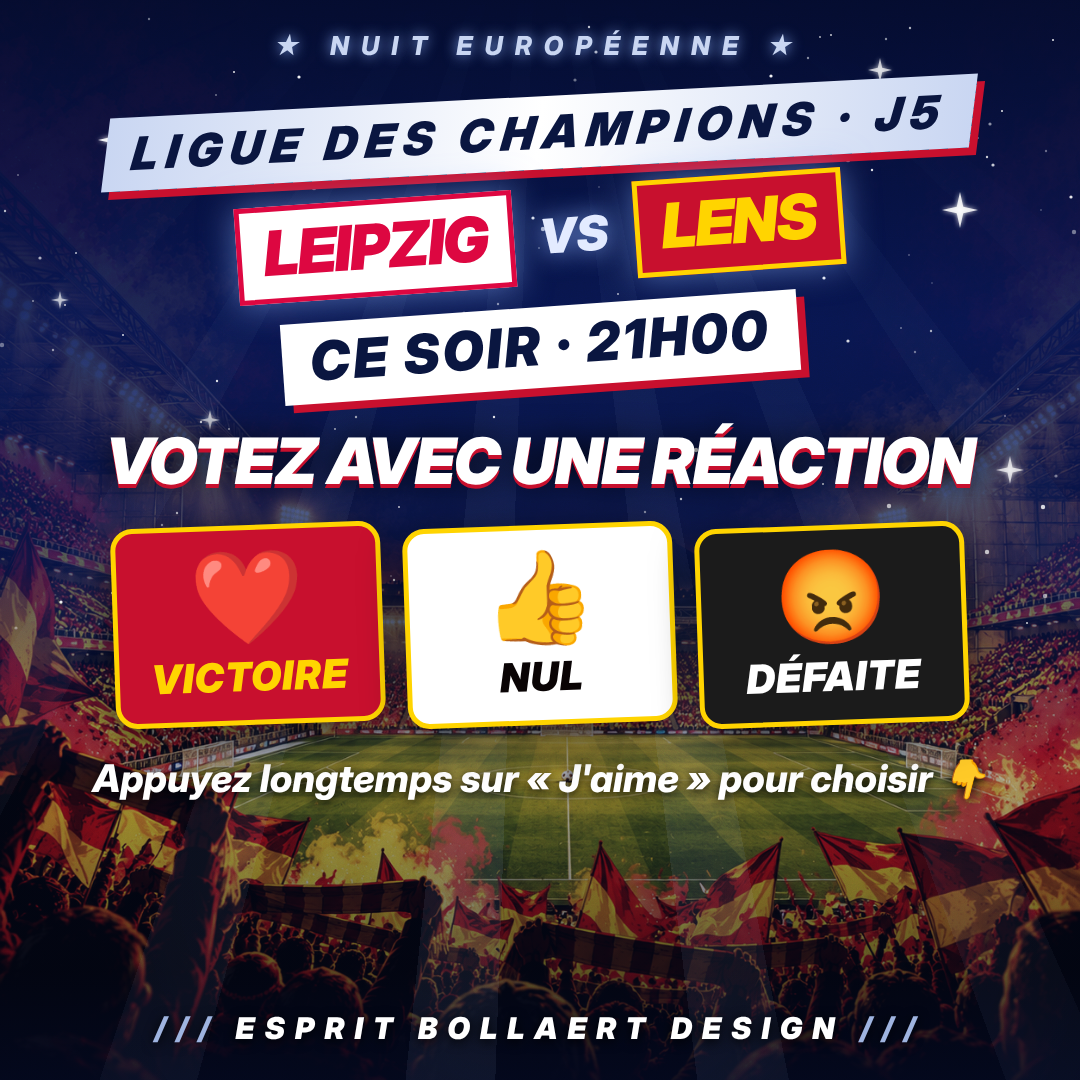 ★ NUIT EUROPÉENNE ★
LIGUE DES CHAMPIONS · J5
LEIPZIG VS LENS
CE SOIR · 21H00
VOTEZ AVEC UNE RÉACTION
VICTOIRE NUL DÉFAITE
Appuyez longtemps sur « J'aime » pour choisir 👇
/// ESPRIT BOLLAERT DESIGN ///